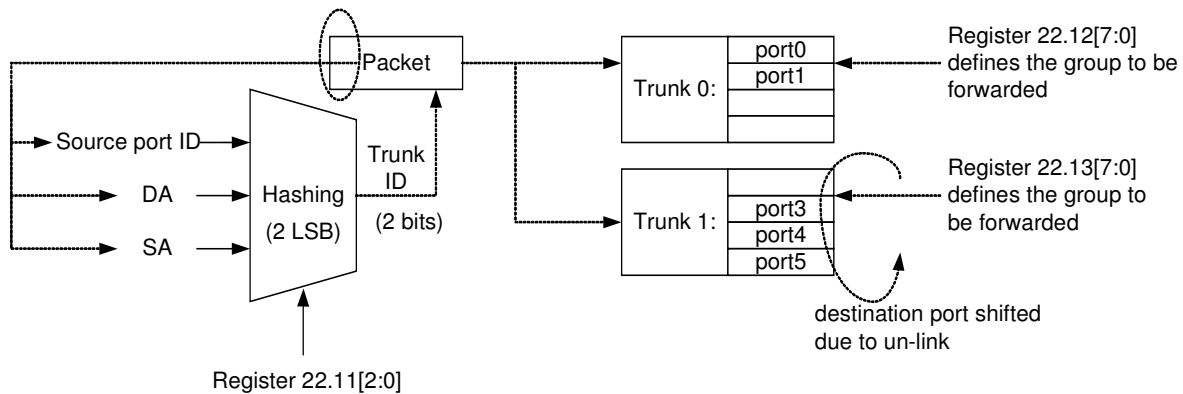 Packet
Source port ID
DA
SA
Hashing
(2 LSB)
Trunk
ID
(2 bits)
Register 22.11[2:0]
Trunk 0:
port0
port1
Register 22.12[7:0]
defines the group to be
forwarded
Trunk 1:
port3
port4
port5
Register 22.13[7:0]
defines the group to
be forwarded
destination port shifted
due to un-link